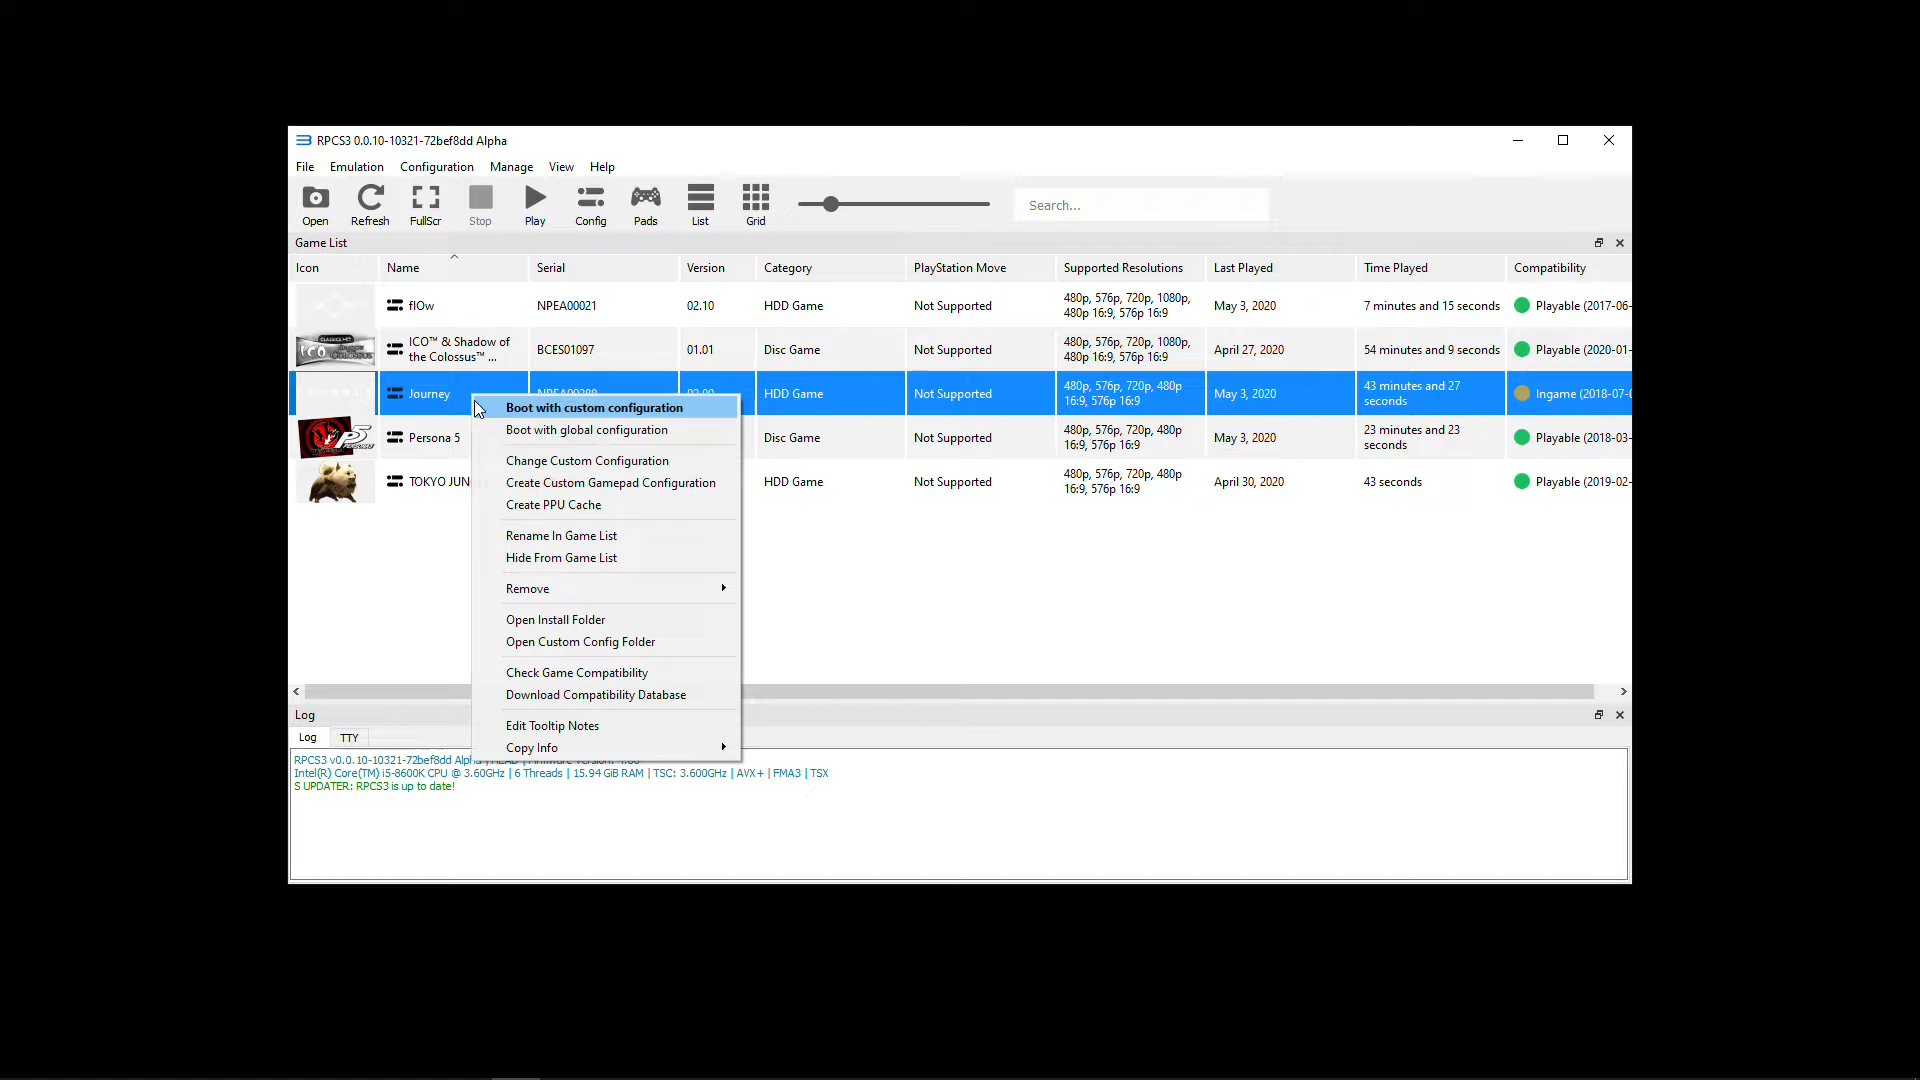 RPCS3 0.0.10-10321-72bef8dd Alpha
File Emulation Configuration Manage View Help
Open Refresh FullScr Stop Play Config Pads List Grid Search...
Game List
Icon Name Serial Version Category PlayStation Move Supported Resolutions Last Played Time Played Compatibility
flOw NPEA00021 02.10 HDD Game Not Supported 480p, 576p, 720p, 1080p, May 3, 2020 7 minutes and 15 seconds Playable (2017-06-
480p 16:9, 576p 16:9
ICO™ & Shadow of BCES01097 01.01 Disc Game Not Supported 480p, 576p, 720p, 1080p, April 27, 2020 54 minutes and 9 seconds Playable (2020-01-
the Colossus™ ... 480p 16:9, 576p 16:9
Journey HDD Game Not Supported 480p, 576p, 720p, 480p May 3, 2020 43 minutes and 27 Ingame (2018-07-0
16:9, 576p 16:9 seconds
Persona 5 Disc Game Not Supported 480p, 576p, 720p, 480p May 3, 2020 23 minutes and 23 Playable (2018-03-
16:9, 576p 16:9 seconds
TOKYO JUN HDD Game Not Supported 480p, 576p, 720p, 480p April 30, 2020 43 seconds Playable (2019-02-
16:9, 576p 16:9
Boot with custom configuration
Boot with global configuration
Change Custom Configuration
Create Custom Gamepad Configuration
Create PPU Cache
Rename In Game List
Hide From Game List
Remove
Open Install Folder
Open Custom Config Folder
Check Game Compatibility
Download Compatibility Database
Edit Tooltip Notes
Copy Info
Log
Log TTY
RPCS3 v0.0.10-10321-72bef8dd Alpha | HEAD | Firmware version:
Intel(R) Core(TM) i5-8600K CPU @ 3.60GHz | 6 Threads | 15.94 GiB RAM | TSC: 3.600GHz | AVX+ | FMA3 | TSX
S UPDATER: RPCS3 is up to date!